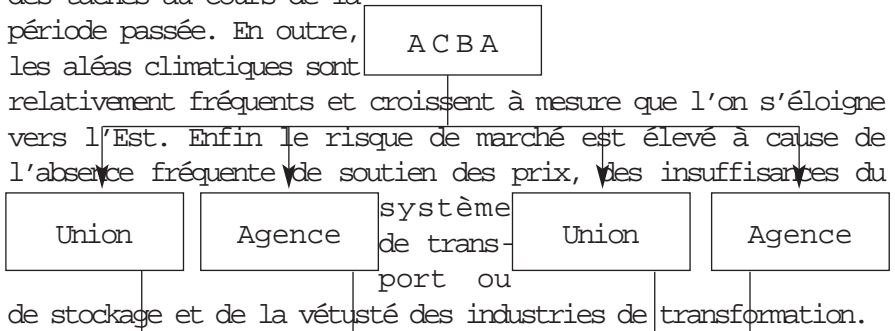 des tâches au cours de la
période passée. En outre,
ACBA
les aléas climatiques sont
relativement fréquents et croissent à mesure que l'on s'éloigne
vers l'Est. Enfin le risque de marché est élevé à cause de
l'absence fréquente de soutien des prix, des insuffisances du
système
Union Agence de trans- Union Agence
port ou
de stockage et de la vétusté des industries de transformation.